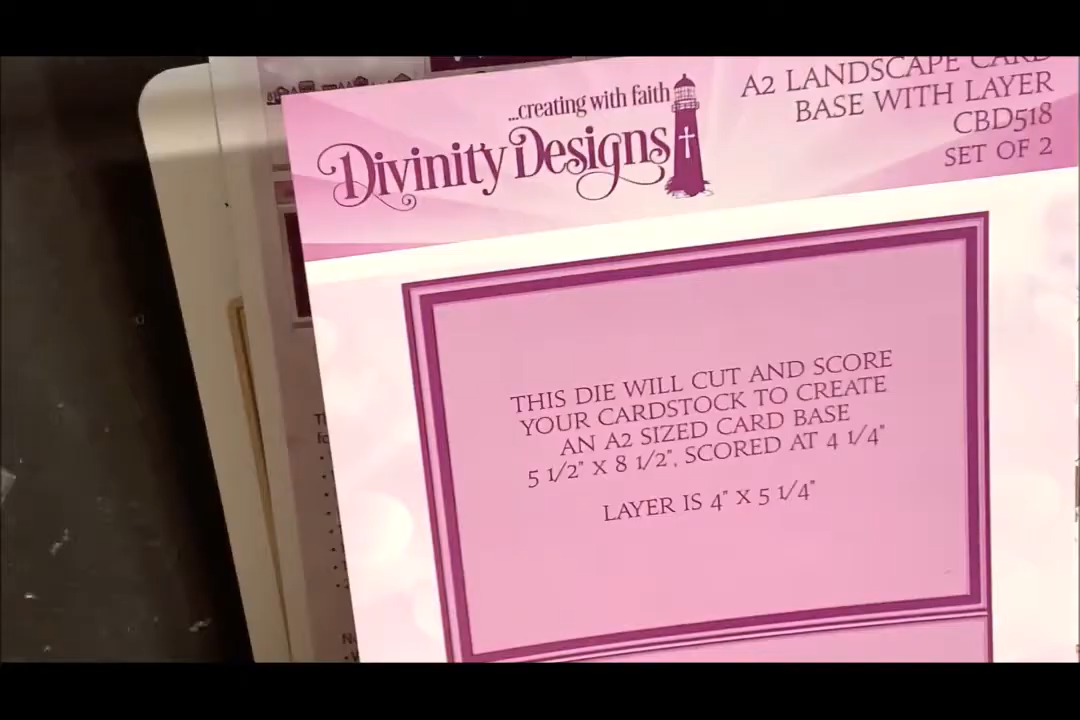 ...creating with faith
Divinity Designs
A2 LANDSCAPE CARD
BASE WITH LAYER
CBD518
SET OF 2
THIS DIE WILL CUT AND SCORE
YOUR CARDSTOCK TO CREATE
AN A2 SIZED CARD BASE
5 1/2" X 8 1/2", SCORED AT 4 1/4"
LAYER IS 4" X 5 1/4"